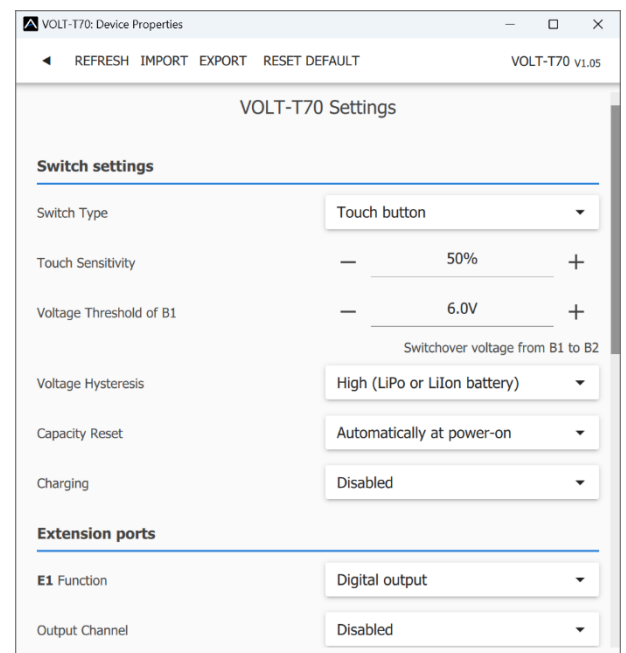 VOLT-T70: Device Properties
REFRESH IMPORT EXPORT RESET DEFAULT VOLT-T70 V1.05
VOLT-T70 Settings
Switch settings
Switch Type Touch button
Touch Sensitivity 50%
Voltage Threshold of B1 6.0V
Switchover voltage from B1 to B2
Voltage Hysteresis High (LiPo or LiIon battery)
Capacity Reset Automatically at power-on
Charging Disabled
Extension ports
E1 Function Digital output
Output Channel Disabled